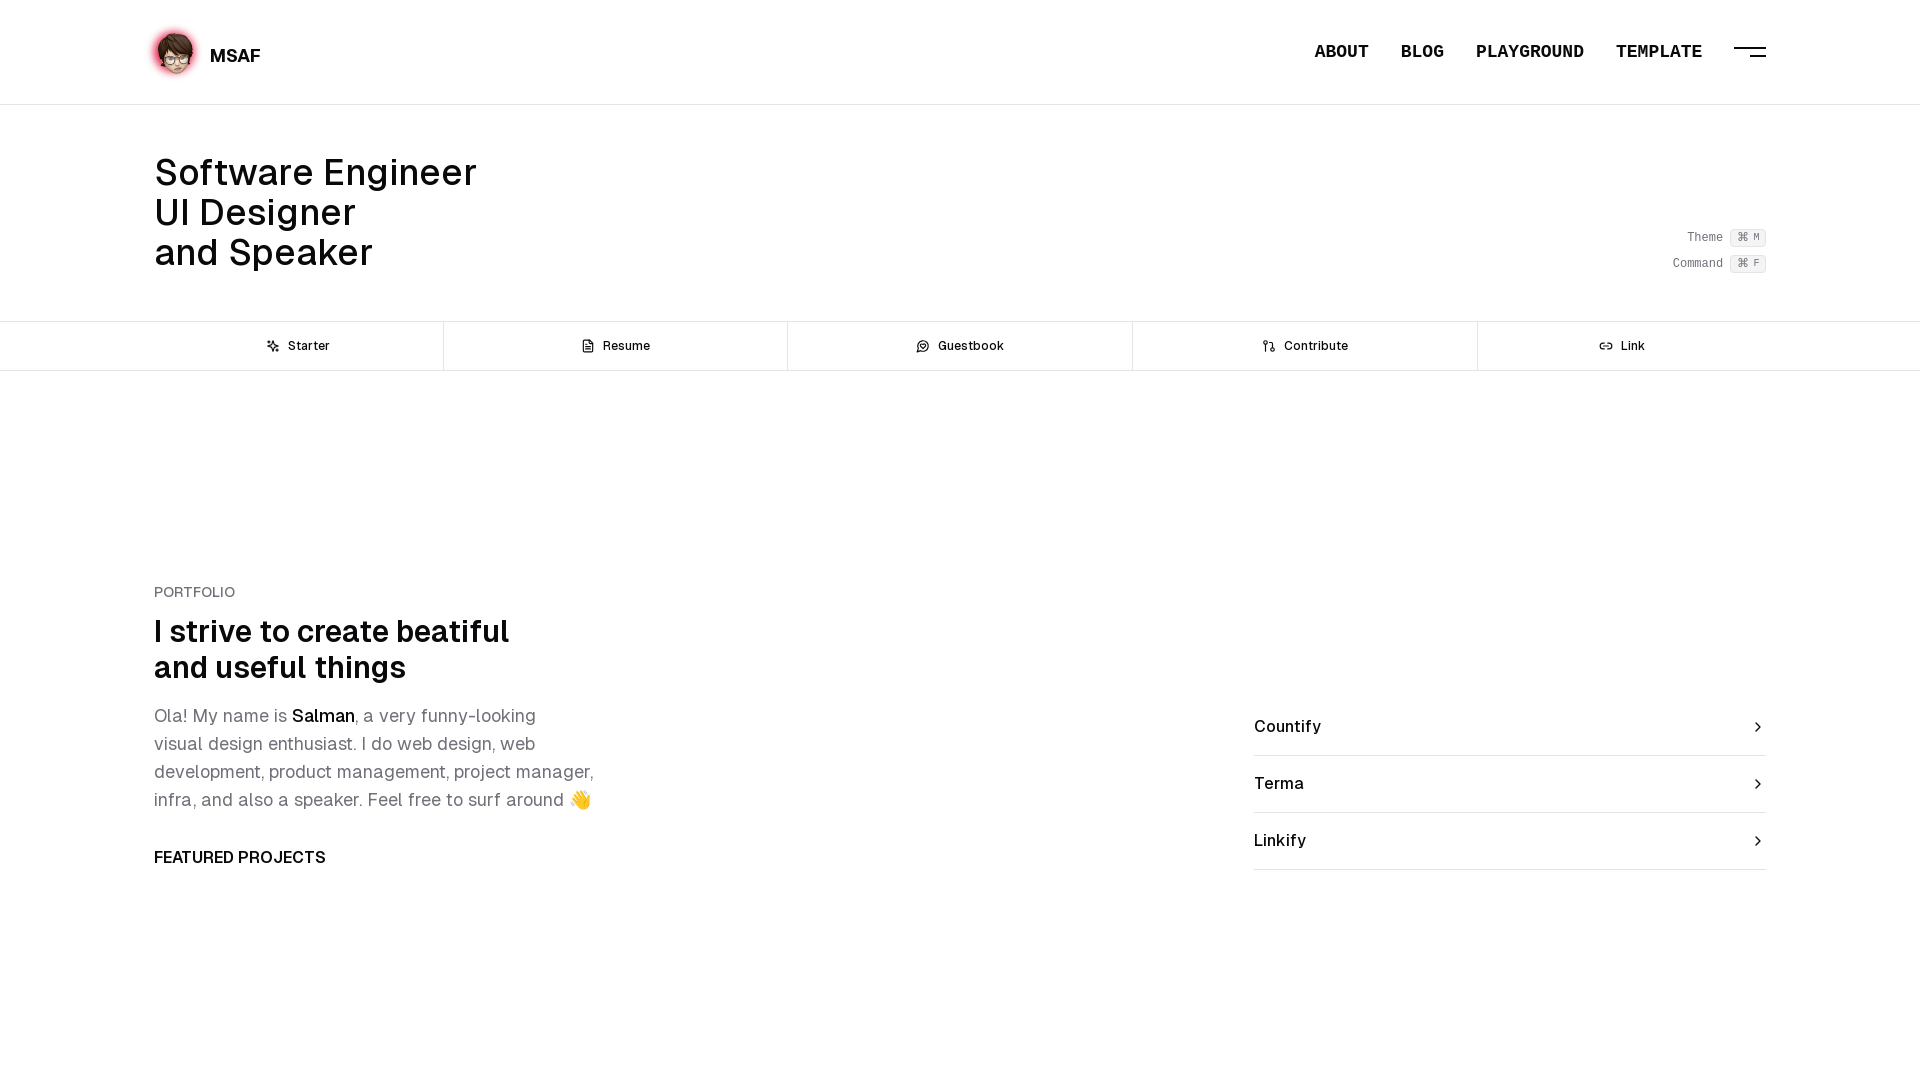 MSAF
ABOUT
BLOG
PLAYGROUND
TEMPLATE
Software Engineer
UI Designer
and Speaker
Theme ⌘ M
Command ⌘ F
Starter
Resume
Guestbook
Contribute
Link
PORTFOLIO
I strive to create beatiful
and useful things
Ola! My name is Salman, a very funny-looking
visual design enthusiast. I do web design, web
development, product management, project manager,
infra, and also a speaker. Feel free to surf around 👋
FEATURED PROJECTS
Countify
Terma
Linkify